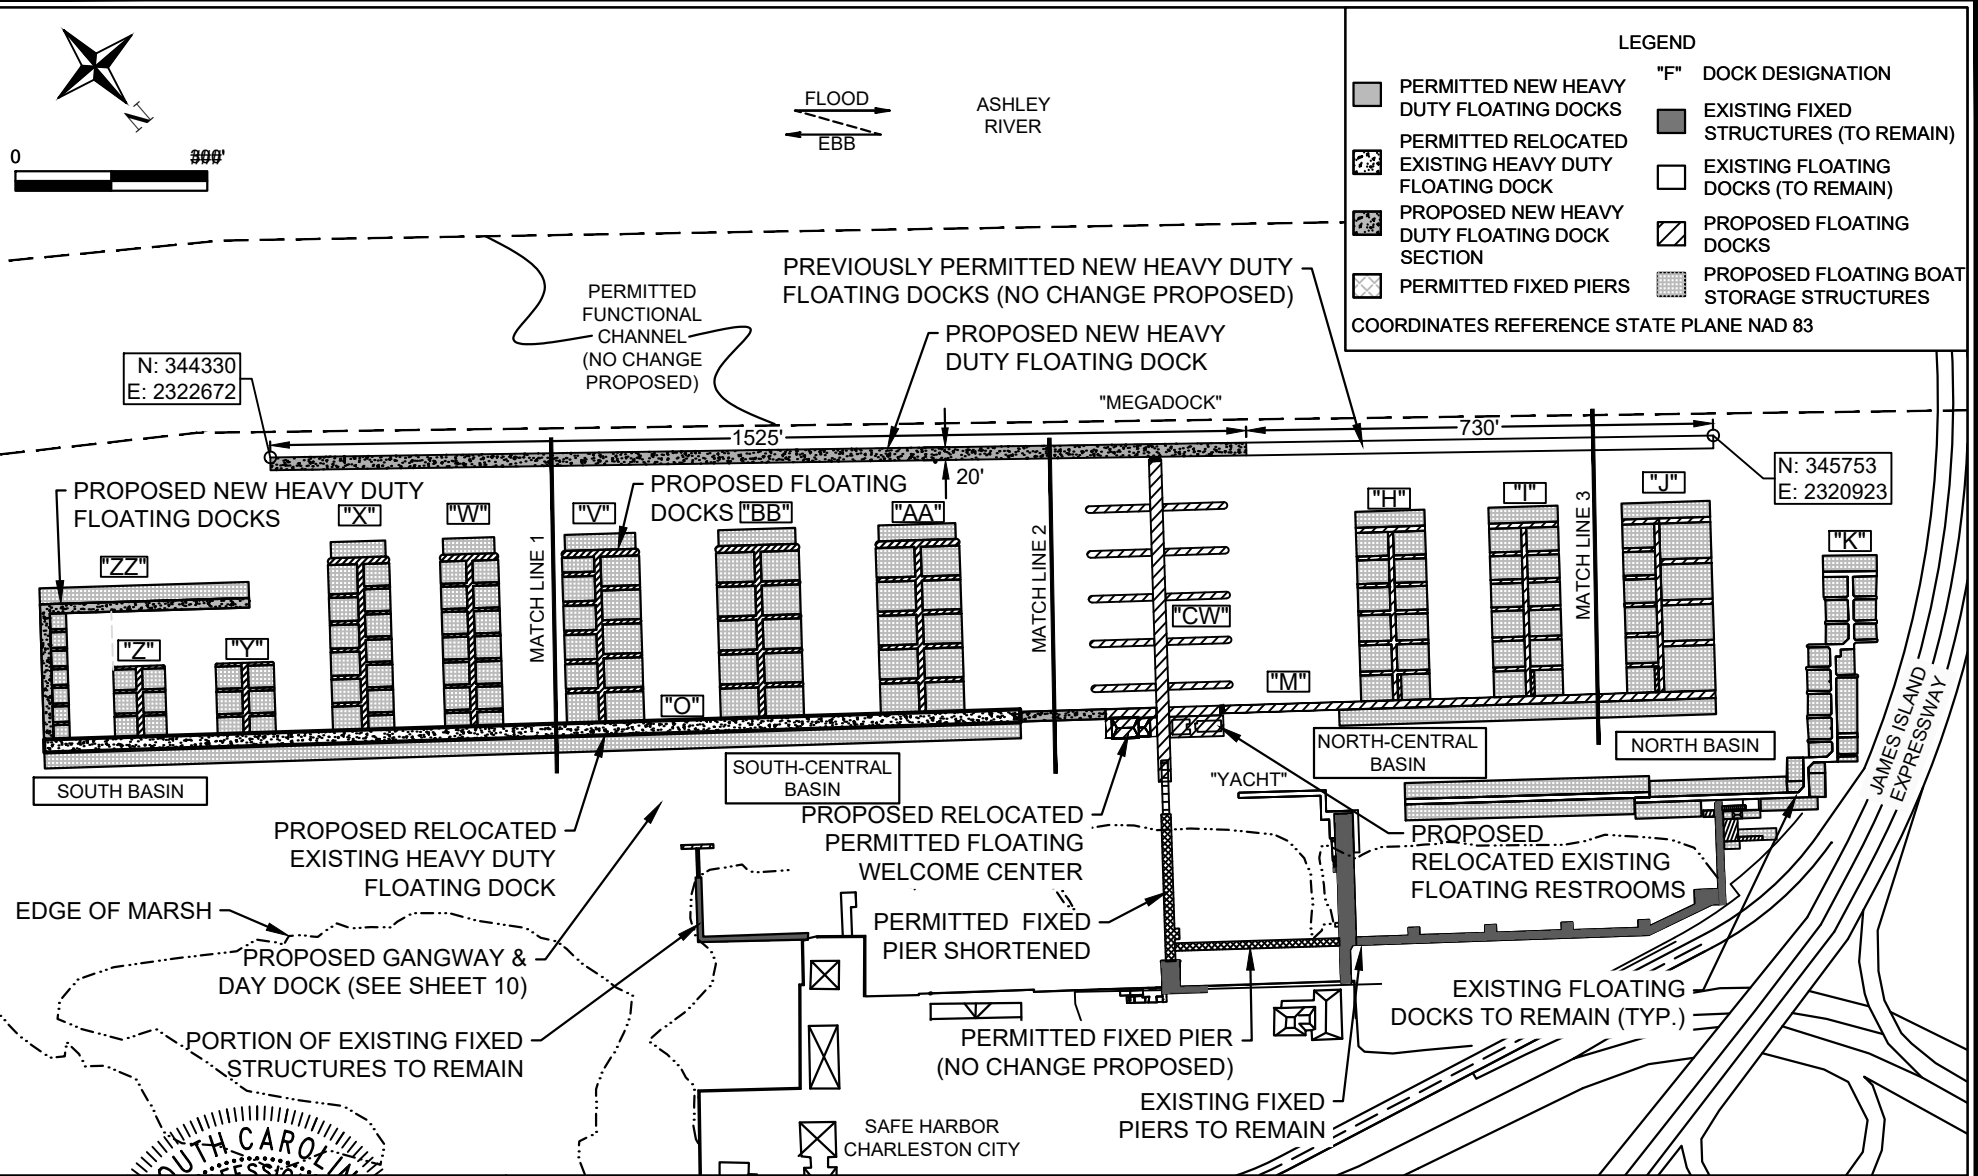 N
0
300'
FLOOD
EBB
ASHLEY
RIVER
LEGEND
PERMITTED NEW HEAVY
DUTY FLOATING DOCKS
PERMITTED RELOCATED
EXISTING HEAVY DUTY
FLOATING DOCK
PROPOSED NEW HEAVY
DUTY FLOATING DOCK
SECTION
PERMITTED FIXED PIERS
"F" DOCK DESIGNATION
EXISTING FIXED
STRUCTURES (TO REMAIN)
EXISTING FLOATING
DOCKS (TO REMAIN)
PROPOSED FLOATING
DOCKS
PROPOSED FLOATING BOAT
STORAGE STRUCTURES
COORDINATES REFERENCE STATE PLANE NAD 83
PERMITTED
FUNCTIONAL
CHANNEL
(NO CHANGE
PROPOSED)
PREVIOUSLY PERMITTED NEW HEAVY DUTY
FLOATING DOCKS (NO CHANGE PROPOSED)
PROPOSED NEW HEAVY
DUTY FLOATING DOCK
N: 344330
E: 2322672
"MEGADOCK"
1525'
730'
20'
N: 345753
E: 2320923
PROPOSED NEW HEAVY DUTY
FLOATING DOCKS
PROPOSED FLOATING
DOCKS
"X"
"W"
"V"
"BB"
"AA"
"H"
"I"
"J"
"K"
"ZZ"
"Z"
"Y"
MATCH LINE 1
MATCH LINE 2
MATCH LINE 3
"CW"
"O"
"M"
SOUTH BASIN
SOUTH-CENTRAL
BASIN
NORTH-CENTRAL
BASIN
NORTH BASIN
"YACHT"
JAMES ISLAND
EXPRESSWAY
PROPOSED RELOCATED
EXISTING HEAVY DUTY
FLOATING DOCK
PROPOSED RELOCATED
PERMITTED FLOATING
WELCOME CENTER
PROPOSED
RELOCATED EXISTING
FLOATING RESTROOMS
EDGE OF MARSH
PERMITTED FIXED
PIER SHORTENED
PROPOSED GANGWAY &
DAY DOCK (SEE SHEET 10)
EXISTING FLOATING
DOCKS TO REMAIN (TYP.)
PORTION OF EXISTING FIXED
STRUCTURES TO REMAIN
PERMITTED FIXED PIER
(NO CHANGE PROPOSED)
EXISTING FIXED
PIERS TO REMAIN
SAFE HARBOR
CHARLESTON CITY